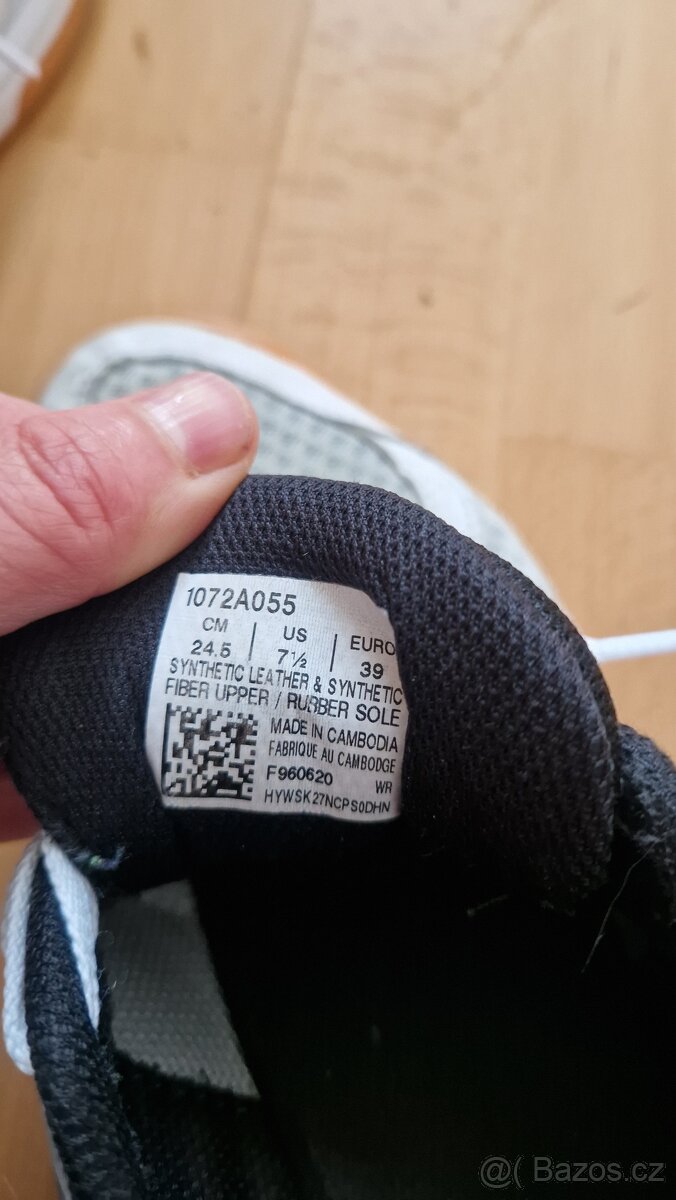 1072A055
CM | US | EURO
24.5 | 7½ | 39
SYNTHETIC LEATHER & SYNTHETIC
FIBER UPPER / RUBBER SOLE
MADE IN CAMBODIA
FABRIQUE AU CAMBODGE
F960620 WR
HYWSK27NCPS0DHN
@( Bazos.cz